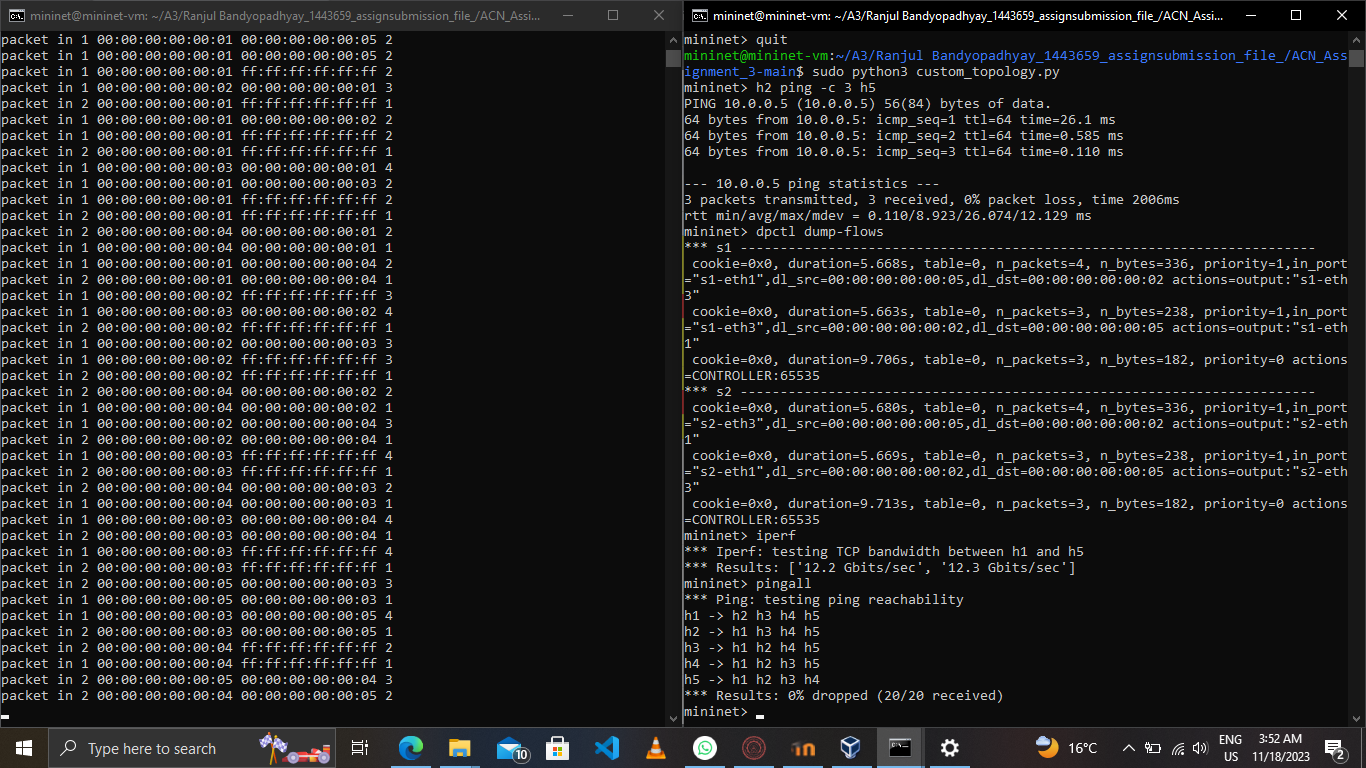 mininet@mininet-vm: ~/A3/Ranjul Bandyopadhyay_1443659_assignsubmission_file_/ACN_Assi...
packet in 1 00:00:00:00:00:01 00:00:00:00:00:05 2
packet in 1 00:00:00:00:00:01 00:00:00:00:00:05 2
packet in 1 00:00:00:00:00:01 ff:ff:ff:ff:ff:ff 2
packet in 1 00:00:00:00:00:02 00:00:00:00:00:01 3
packet in 2 00:00:00:00:00:01 ff:ff:ff:ff:ff:ff 1
packet in 1 00:00:00:00:00:01 00:00:00:00:00:02 2
packet in 1 00:00:00:00:00:01 ff:ff:ff:ff:ff:ff 2
packet in 2 00:00:00:00:00:01 ff:ff:ff:ff:ff:ff 1
packet in 1 00:00:00:00:00:03 00:00:00:00:00:01 4
packet in 1 00:00:00:00:00:01 00:00:00:00:00:03 2
packet in 1 00:00:00:00:00:01 ff:ff:ff:ff:ff:ff 2
packet in 2 00:00:00:00:00:01 ff:ff:ff:ff:ff:ff 1
packet in 2 00:00:00:00:00:04 00:00:00:00:00:01 2
packet in 1 00:00:00:00:00:04 00:00:00:00:00:01 1
packet in 1 00:00:00:00:00:01 00:00:00:00:00:04 2
packet in 2 00:00:00:00:00:01 00:00:00:00:00:04 1
packet in 1 00:00:00:00:00:02 ff:ff:ff:ff:ff:ff 3
packet in 1 00:00:00:00:00:03 00:00:00:00:00:02 4
packet in 2 00:00:00:00:00:02 ff:ff:ff:ff:ff:ff 1
packet in 1 00:00:00:00:00:02 00:00:00:00:00:03 3
packet in 1 00:00:00:00:00:02 ff:ff:ff:ff:ff:ff 3
packet in 2 00:00:00:00:00:02 ff:ff:ff:ff:ff:ff 1
packet in 2 00:00:00:00:00:04 00:00:00:00:00:02 2
packet in 1 00:00:00:00:00:04 00:00:00:00:00:02 1
packet in 1 00:00:00:00:00:02 00:00:00:00:00:04 3
packet in 2 00:00:00:00:00:02 00:00:00:00:00:04 1
packet in 1 00:00:00:00:00:03 ff:ff:ff:ff:ff:ff 4
packet in 2 00:00:00:00:00:03 ff:ff:ff:ff:ff:ff 1
packet in 2 00:00:00:00:00:04 00:00:00:00:00:03 2
packet in 1 00:00:00:00:00:04 00:00:00:00:00:03 1
packet in 1 00:00:00:00:00:03 00:00:00:00:00:04 4
packet in 2 00:00:00:00:00:03 00:00:00:00:00:04 1
packet in 1 00:00:00:00:00:03 ff:ff:ff:ff:ff:ff 4
packet in 2 00:00:00:00:00:03 ff:ff:ff:ff:ff:ff 1
packet in 2 00:00:00:00:00:05 00:00:00:00:00:03 3
packet in 1 00:00:00:00:00:05 00:00:00:00:00:03 1
packet in 1 00:00:00:00:00:03 00:00:00:00:00:05 4
packet in 2 00:00:00:00:00:03 00:00:00:00:00:05 1
packet in 2 00:00:00:00:00:04 ff:ff:ff:ff:ff:ff 2
packet in 1 00:00:00:00:00:04 ff:ff:ff:ff:ff:ff 1
packet in 2 00:00:00:00:00:05 00:00:00:00:00:04 3
packet in 2 00:00:00:00:00:04 00:00:00:00:00:05 2
mininet@mininet-vm: ~/A3/Ranjul Bandyopadhyay_1443659_assignsubmission_file_/ACN_Assi...
mininet> quit
mininet@mininet-vm:~/A3/Ranjul Bandyopadhyay_1443659_assignsubmission_file_/ACN_Ass
ignment_3-main$ sudo python3 custom_topology.py
mininet> h2 ping -c 3 h5
PING 10.0.0.5 (10.0.0.5) 56(84) bytes of data.
64 bytes from 10.0.0.5: icmp_seq=1 ttl=64 time=26.1 ms
64 bytes from 10.0.0.5: icmp_seq=2 ttl=64 time=0.585 ms
64 bytes from 10.0.0.5: icmp_seq=3 ttl=64 time=0.110 ms
--- 10.0.0.5 ping statistics ---
3 packets transmitted, 3 received, 0% packet loss, time 2006ms
rtt min/avg/max/mdev = 0.110/8.923/26.074/12.129 ms
mininet> dpctl dump-flows
*** s1 ---------------------------------------------------------------------------
cookie=0x0, duration=5.668s, table=0, n_packets=4, n_bytes=336, priority=1,in_port
="s1-eth1",dl_src=00:00:00:00:00:05,dl_dst=00:00:00:00:00:02 actions=output:"s1-eth
3"
cookie=0x0, duration=5.663s, table=0, n_packets=3, n_bytes=238, priority=1,in_port
="s1-eth3",dl_src=00:00:00:00:00:02,dl_dst=00:00:00:00:00:05 actions=output:"s1-eth
1"
cookie=0x0, duration=9.706s, table=0, n_packets=3, n_bytes=182, priority=0 actions
=CONTROLLER:65535
*** s2 ---------------------------------------------------------------------------
cookie=0x0, duration=5.680s, table=0, n_packets=4, n_bytes=336, priority=1,in_port
="s2-eth3",dl_src=00:00:00:00:00:05,dl_dst=00:00:00:00:00:02 actions=output:"s2-eth
1"
cookie=0x0, duration=5.669s, table=0, n_packets=3, n_bytes=238, priority=1,in_port
="s2-eth1",dl_src=00:00:00:00:00:02,dl_dst=00:00:00:00:00:05 actions=output:"s2-eth
3"
cookie=0x0, duration=9.713s, table=0, n_packets=3, n_bytes=182, priority=0 actions
=CONTROLLER:65535
mininet> iperf
*** Iperf: testing TCP bandwidth between h1 and h5
*** Results: ['12.2 Gbits/sec', '12.3 Gbits/sec']
mininet> pingall
*** Ping: testing ping reachability
h1 -> h2 h3 h4 h5
h2 -> h1 h3 h4 h5
h3 -> h1 h2 h4 h5
h4 -> h1 h2 h3 h5
h5 -> h1 h2 h3 h4
*** Results: 0% dropped (20/20 received)
mininet>
Type here to search
10
16°C
ENG
US
3:52 AM
11/18/2023
2